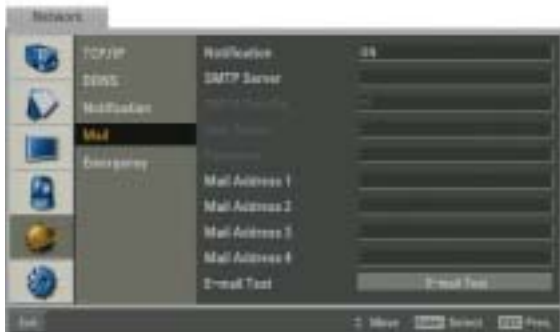 Network
TCP/IP
DDNS
Notification
Mail
Emergency
Notification ON
SMTP Server
Mail Address 1
Mail Address 2
Mail Address 3
Mail Address 4
E-mail Test E-mail Test
Exit Move Enter Select Prev.